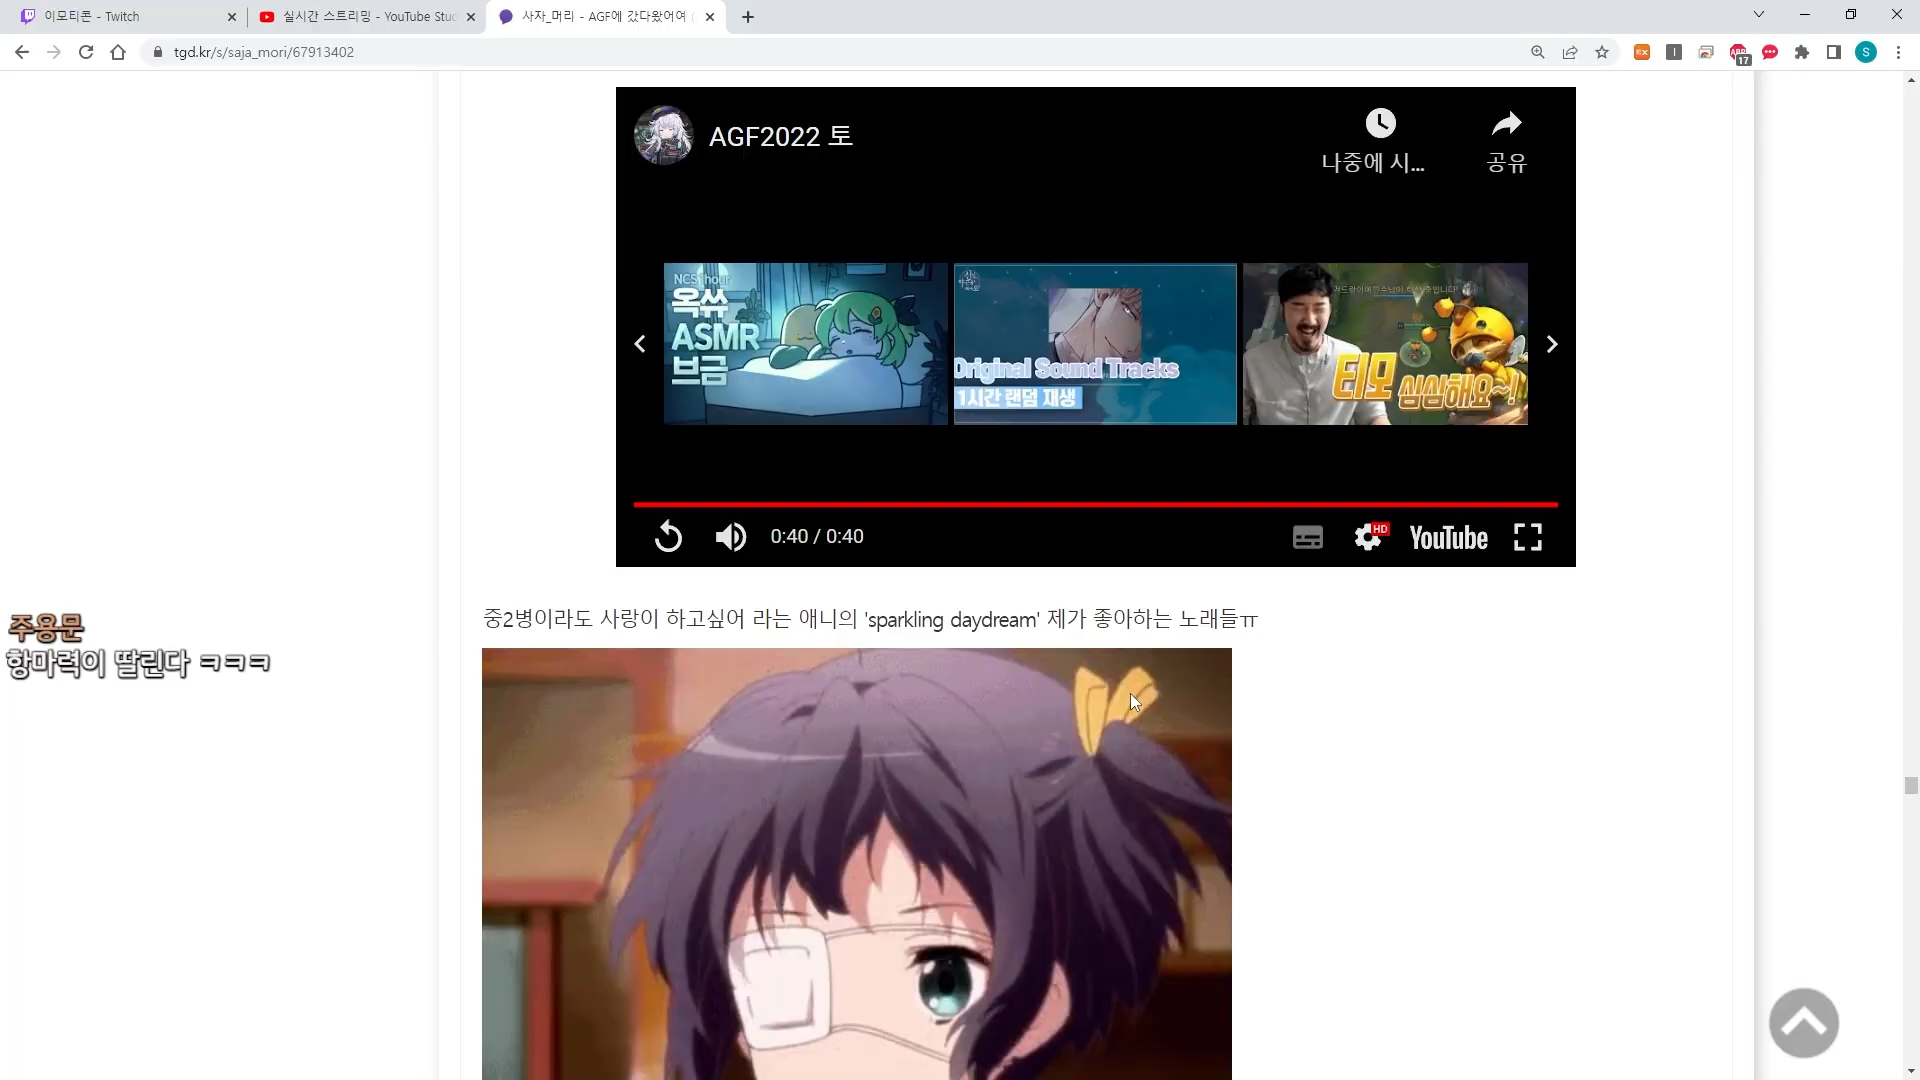 이모티콘 - Twitch
실시간 스트리밍 - YouTube Stuc
사자_머리 - AGF에 갔다왔어여 (
tgd.kr/s/saja_mori/67913402
17
S
AGF2022 토
나중에 시...
공유
NCS 1hour
옥쓔
ASMR
브금
Original Sound Tracks
1시간 랜덤 재생
티모 심심해요~!
0:40 / 0:40
HD
YouTube
중2병이라도 사랑이 하고싶어 라는 애니의 'sparkling daydream' 제가 좋아하는 노래들ㅠ
주용문
항마력이 딸린다 ㅋㅋㅋ